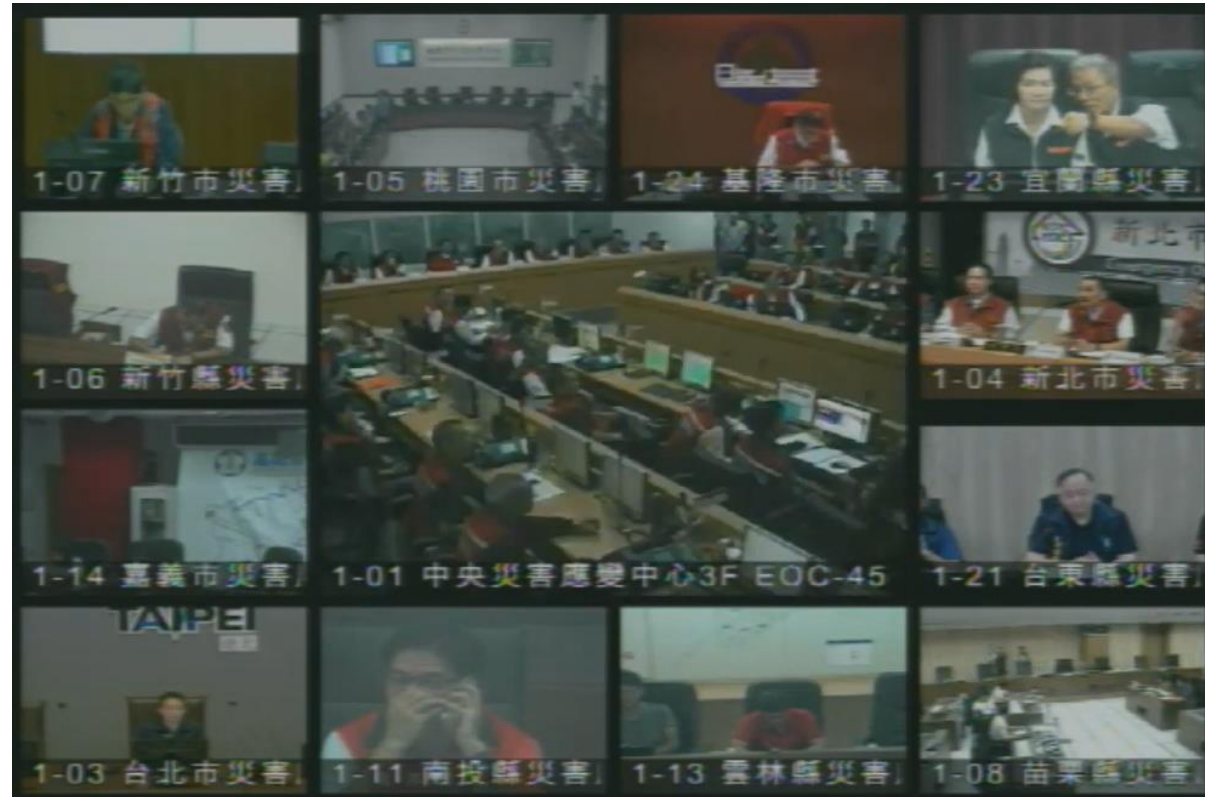 1-07 新竹市災害
1-05 桃園市災害
1-24 基隆市災害
1-23 宜蘭縣災害
1-06 新竹縣災害
新北市
1-04 新北市災害
1-14 嘉義市災害
1-01 中央災害應變中心3F EOC-45
1-21 台東縣災害
TAIPEI
1-03 台北市災害
1-11 南投縣災害
1-13 雲林縣災害
1-08 苗栗縣災害